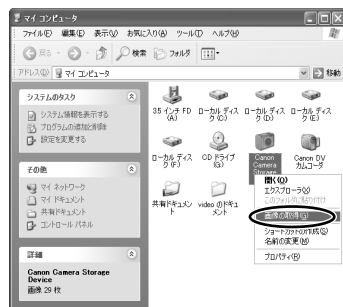 マイ コンピュータ
ファイル(F) 編集(E) 表示(V) お気に入り(A) ツール(T) ヘルプ(H)
戻る 検索 フォルダ
アドレス(D) マイ コンピュータ 移動
システムのタスク
システム情報を表示する
プログラムの追加と削除
設定を変更する
その他
マイ ネットワーク
マイ ドキュメント
共有ドキュメント
コントロール パネル
詳細
Canon Camera Storage
Device
画像 29 枚
3.5 インチ FD
(A)
ローカル ディス
ク (C)
ローカル ディス
ク (D)
ローカル ディス
ク (E)
ローカル ディス
ク (F)
CD ドライブ
(G)
Canon
Camera
Storage
Canon DV
カムコーダ
共有ドキュメン
ト
video のドキュ
メント
開く(O)
エクスプローラ(X)
このフォルダに貼り付け
画像の取得(G)
ショートカットの作成(S)
名前の変更(M)
プロパティ(R)